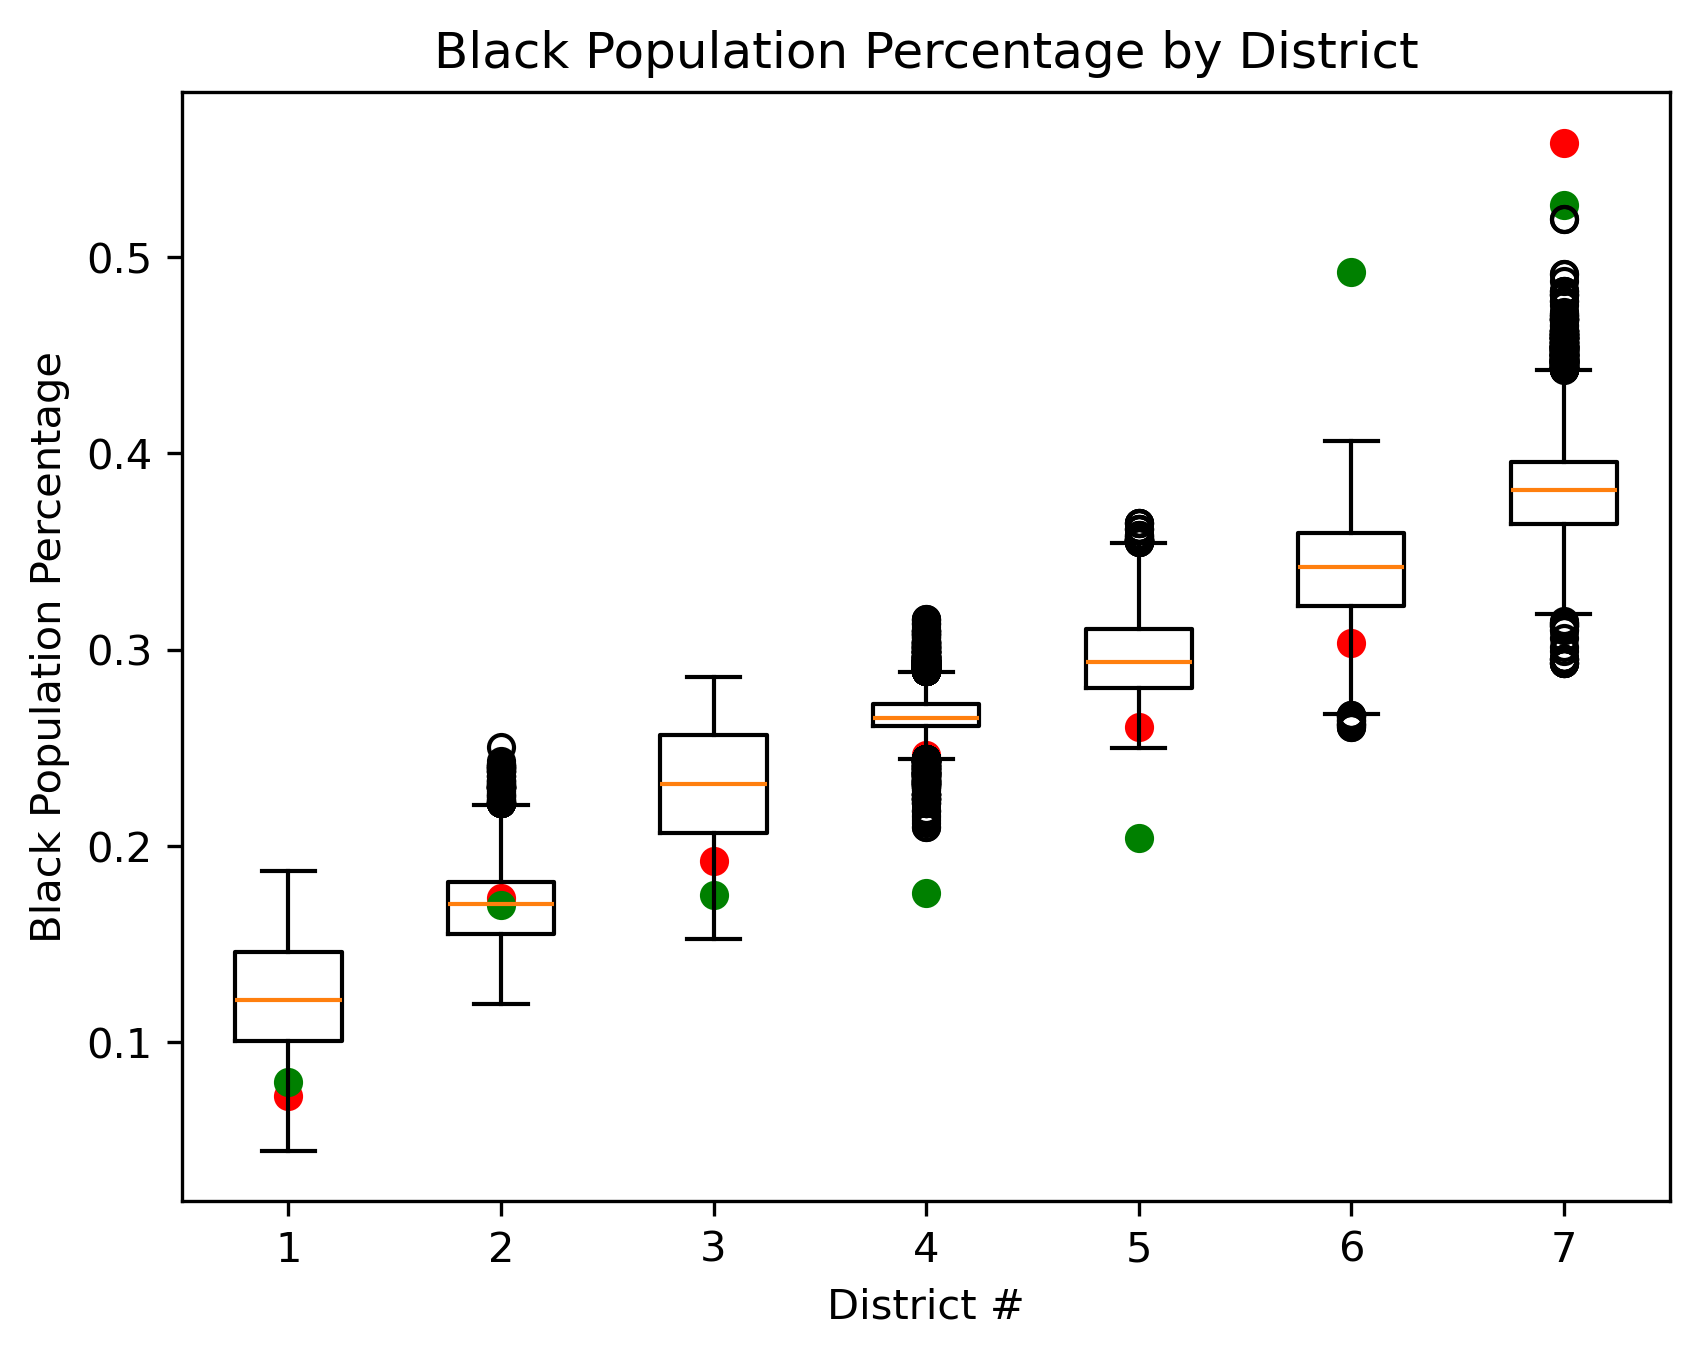 Black Population Percentage by District
Black Population Percentage
0.5
0.4
0.3
0.2
0.1
1 2 3 4 5 6 7
District #